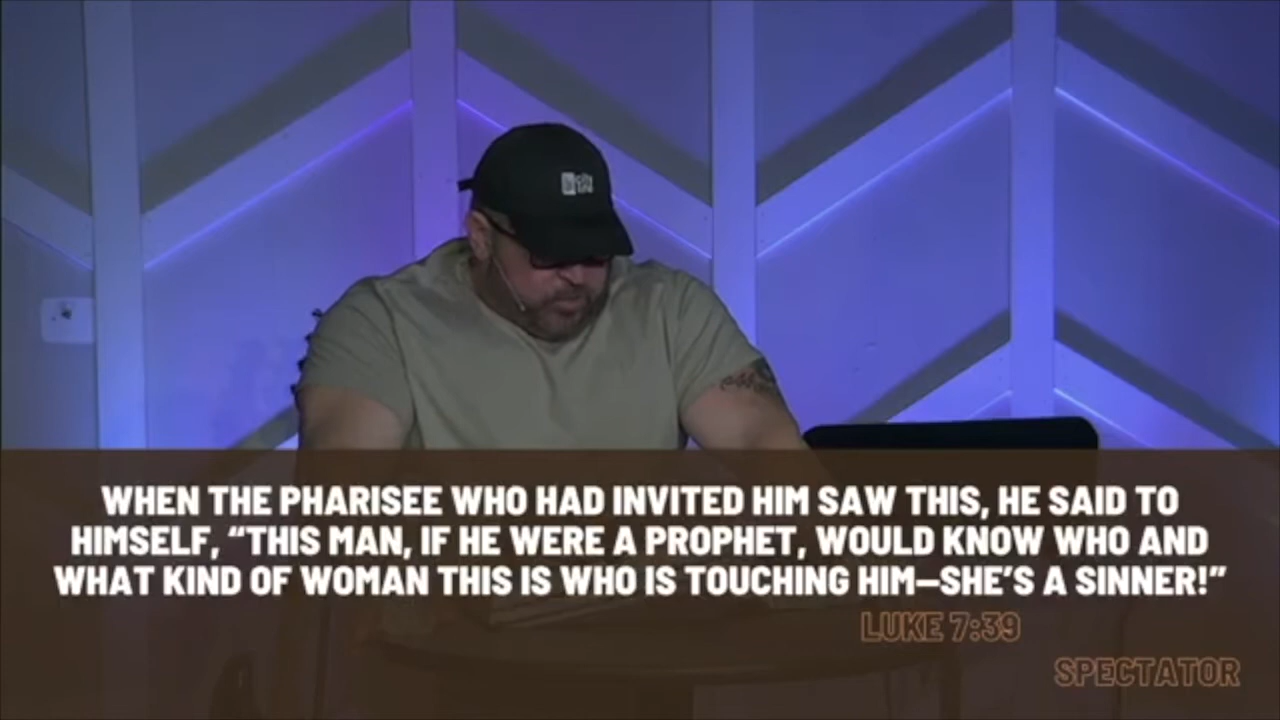 WHEN THE PHARISEE WHO HAD INVITED HIM SAW THIS, HE SAID TO
HIMSELF, “THIS MAN, IF HE WERE A PROPHET, WOULD KNOW WHO AND
WHAT KIND OF WOMAN THIS IS WHO IS TOUCHING HIM—SHE’S A SINNER!”
LUKE 7:39
SPECTATOR